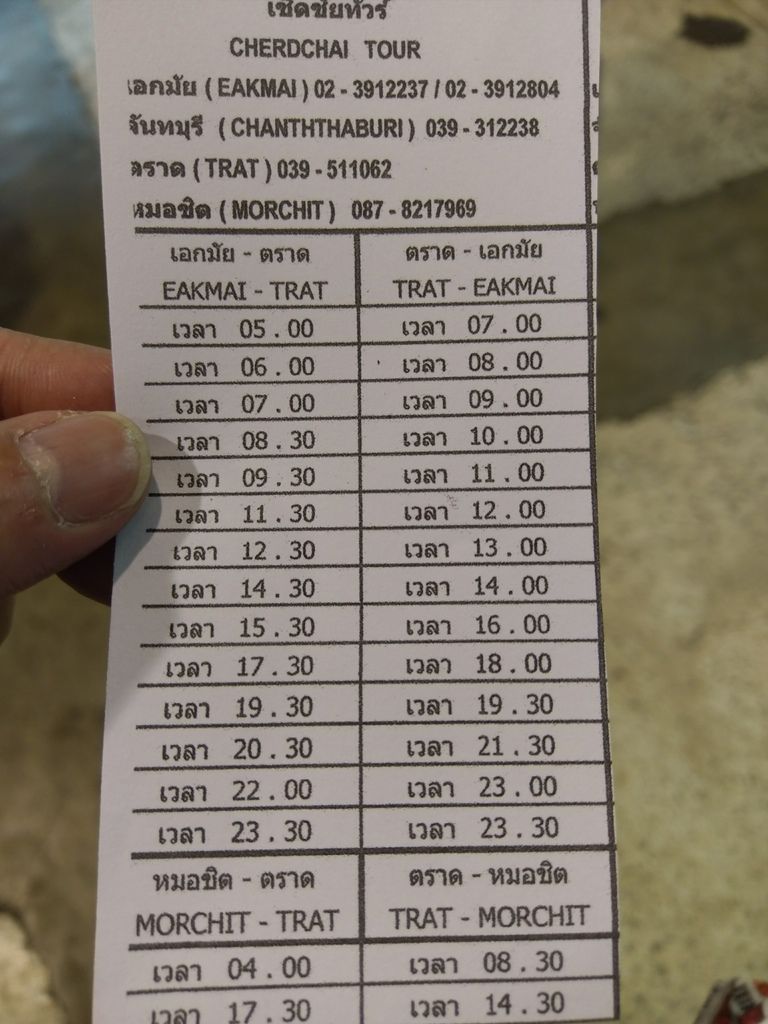 เชิดชัยทัวร์
CHERDCHAI TOUR
เอกมัย ( EAKMAI ) 02 - 3912237 / 02 - 3912804
จันทบุรี ( CHANTHTHABURI ) 039 - 312238
ตราด ( TRAT ) 039 - 511062
หมอชิต ( MORCHIT ) 087 - 8217969
เอกมัย - ตราด ตราด - เอกมัย
EAKMAI - TRAT TRAT - EAKMAI
เวลา 05 . 00 เวลา 07 . 00
เวลา 06 . 00 เวลา 08 . 00
เวลา 07 . 00 เวลา 09 . 00
เวลา 08 . 30 เวลา 10 . 00
เวลา 09 . 30 เวลา 11 . 00
เวลา 11 . 30 เวลา 12 . 00
เวลา 12 . 30 เวลา 13 . 00
เวลา 14 . 30 เวลา 14 . 00
เวลา 15 . 30 เวลา 16 . 00
เวลา 17 . 30 เวลา 18 . 00
เวลา 19 . 30 เวลา 19 . 30
เวลา 20 . 30 เวลา 21 . 30
เวลา 22 . 00 เวลา 23 . 00
เวลา 23 . 30 เวลา 23 . 30
หมอชิต - ตราด ตราด - หมอชิต
MORCHIT - TRAT TRAT - MORCHIT
เวลา 04 . 00 เวลา 08 . 30
เวลา 17 . 30 เวลา 14 . 30